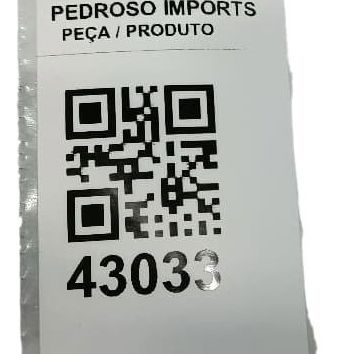 PEDROSO IMPORTS
PEÇA / PRODUTO
43033